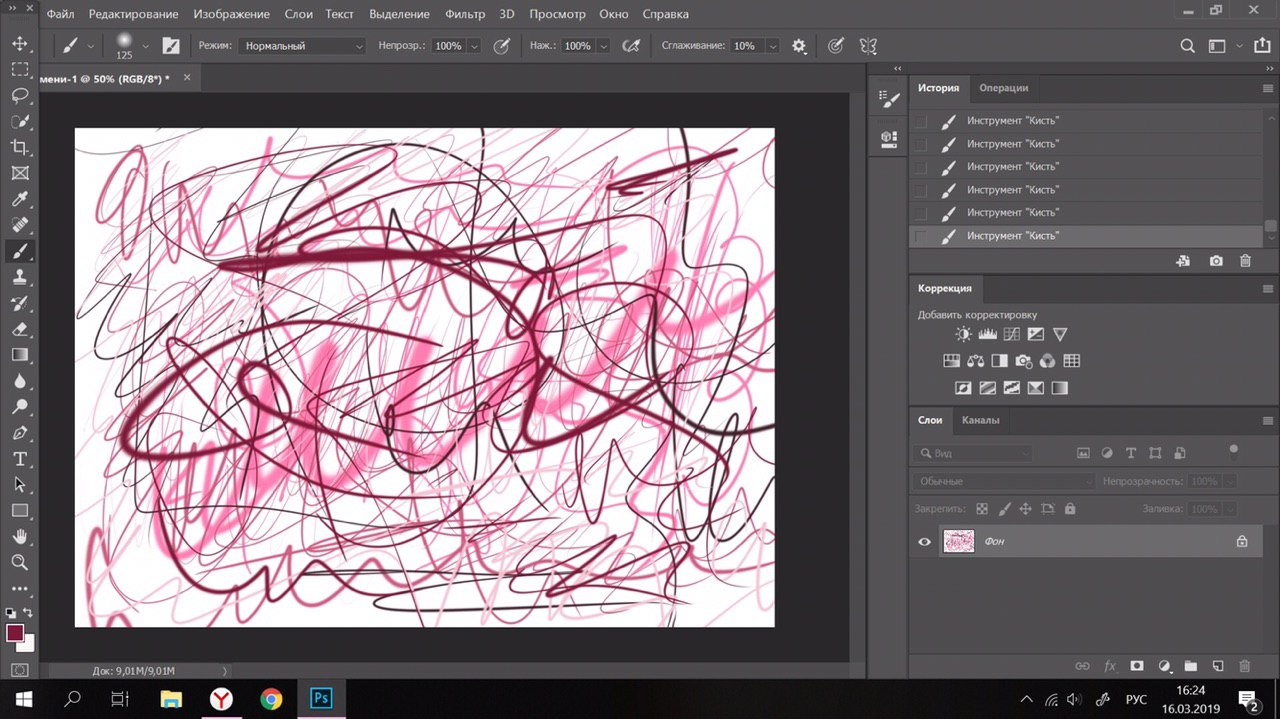 Файл Редактирование Изображение Слои Текст Выделение Фильтр 3D Просмотр Окно Справка
125 Режим: Нормальный Непрозр.: 100% Наж.: 100% Сглаживание: 10%
мени-1 @ 50% (RGB/8*) * ×
История Операции
Инструмент "Кисть"
Инструмент "Кисть"
Инструмент "Кисть"
Инструмент "Кисть"
Инструмент "Кисть"
Инструмент "Кисть"
Коррекция
Добавить корректировку
Слои Каналы
Вид
Обычные Непрозрачность: 100%
Закрепить: Заливка: 100%
Фон
fx
Док: 9,01M/9,01M
Y Ps РУС 16:24
16.03.2019 2